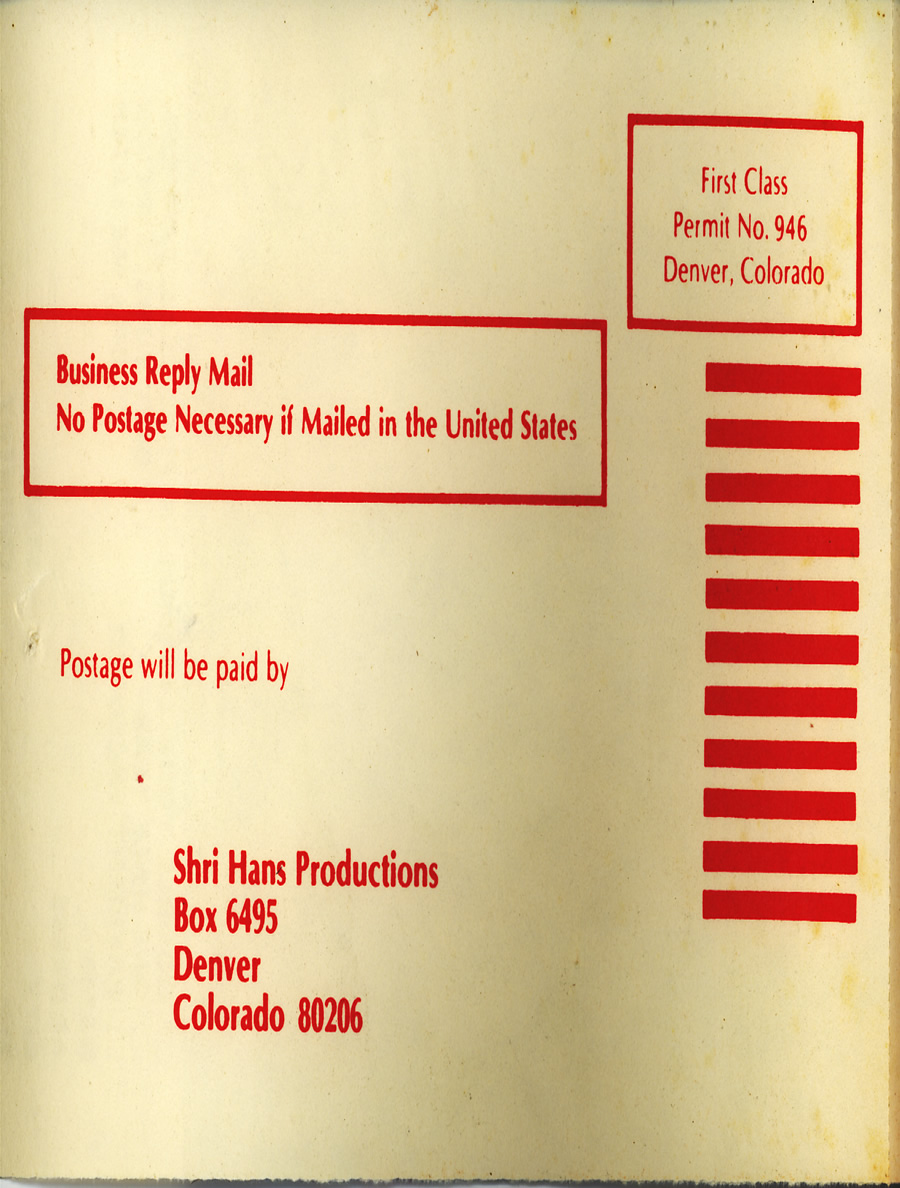 First Class
Permit No. 946
Denver, Colorado
Business Reply Mail
No Postage Necessary if Mailed in the United States
Postage will be paid by
Shri Hans Productions
Box 6495
Denver
Colorado 80206